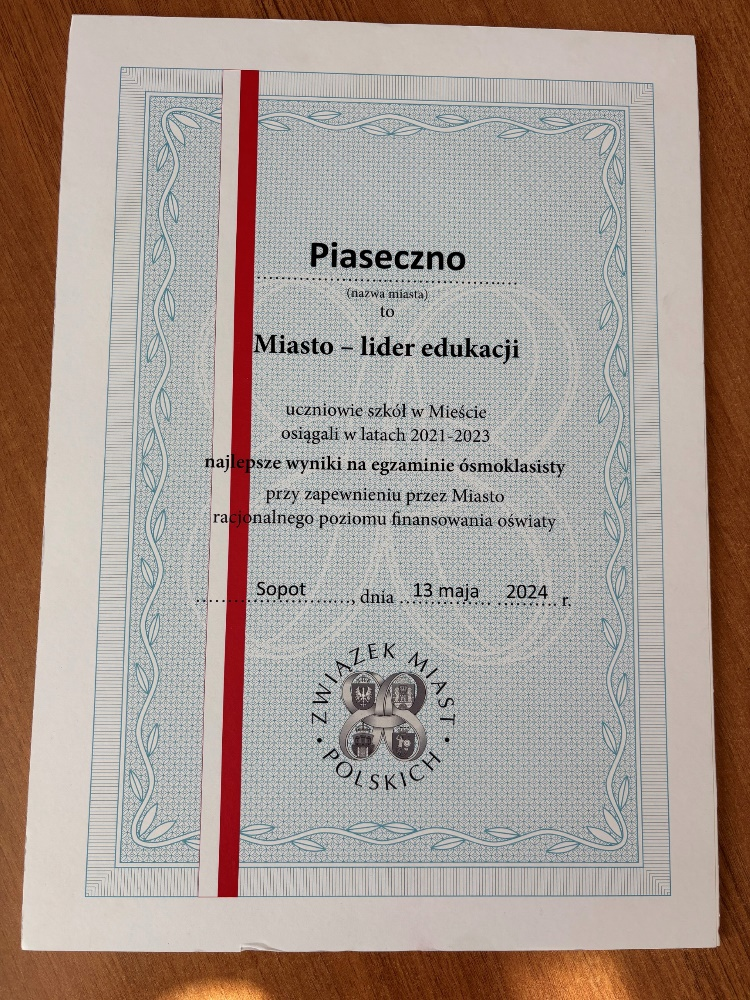 Piaseczno
(nazwa miasta)
to
Miasto – lider edukacji
uczniowie szkół w Mieście
osiągali w latach 2021-2023
najlepsze wyniki na egzaminie ósmoklasisty
przy zapewnieniu przez Miasto
racjonalnego poziomu finansowania oświaty
Sopot, dnia 13 maja 2024 r.
ZWIĄZEK MIAST
• POLSKICH •